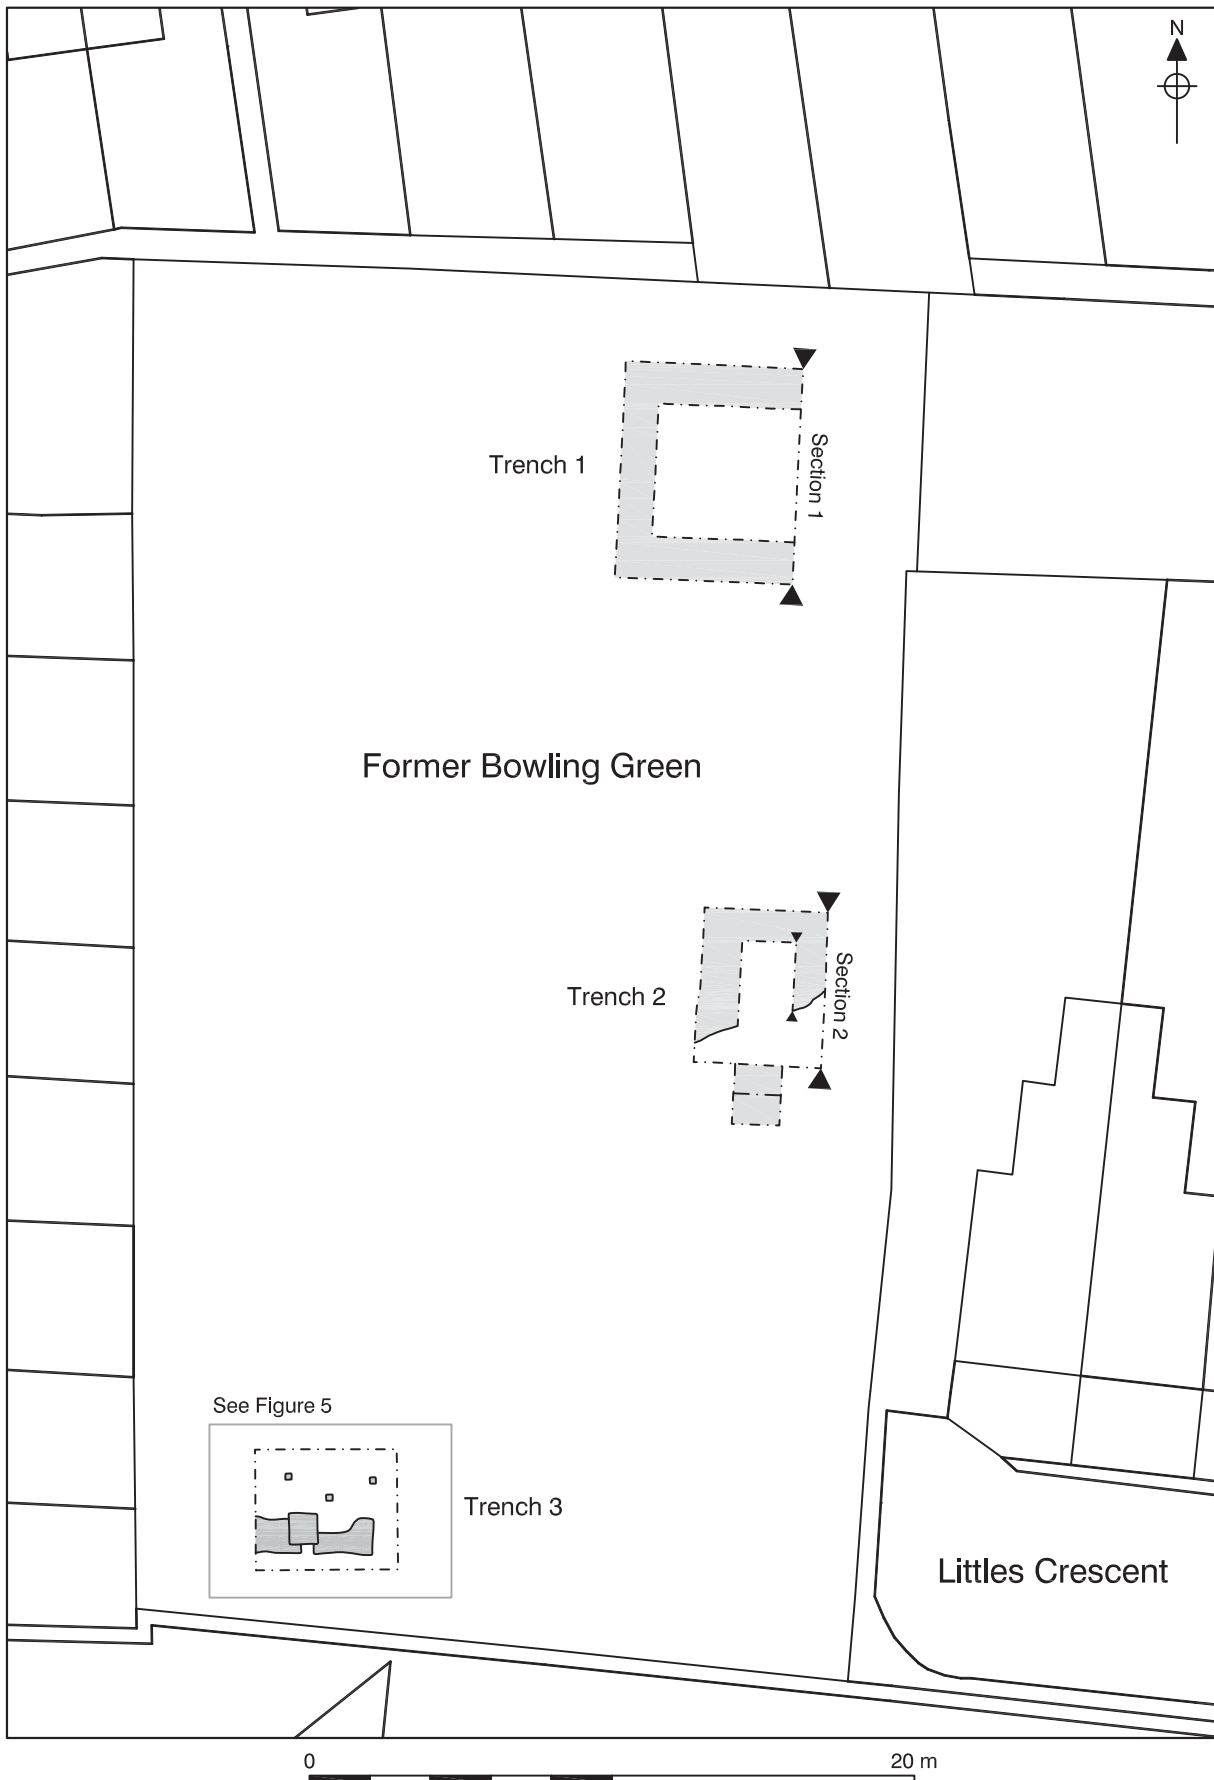 N
Trench 1
Section 1
Former Bowling Green
Trench 2
Section 2
See Figure 5
Trench 3
Littles Crescent
0
20 m